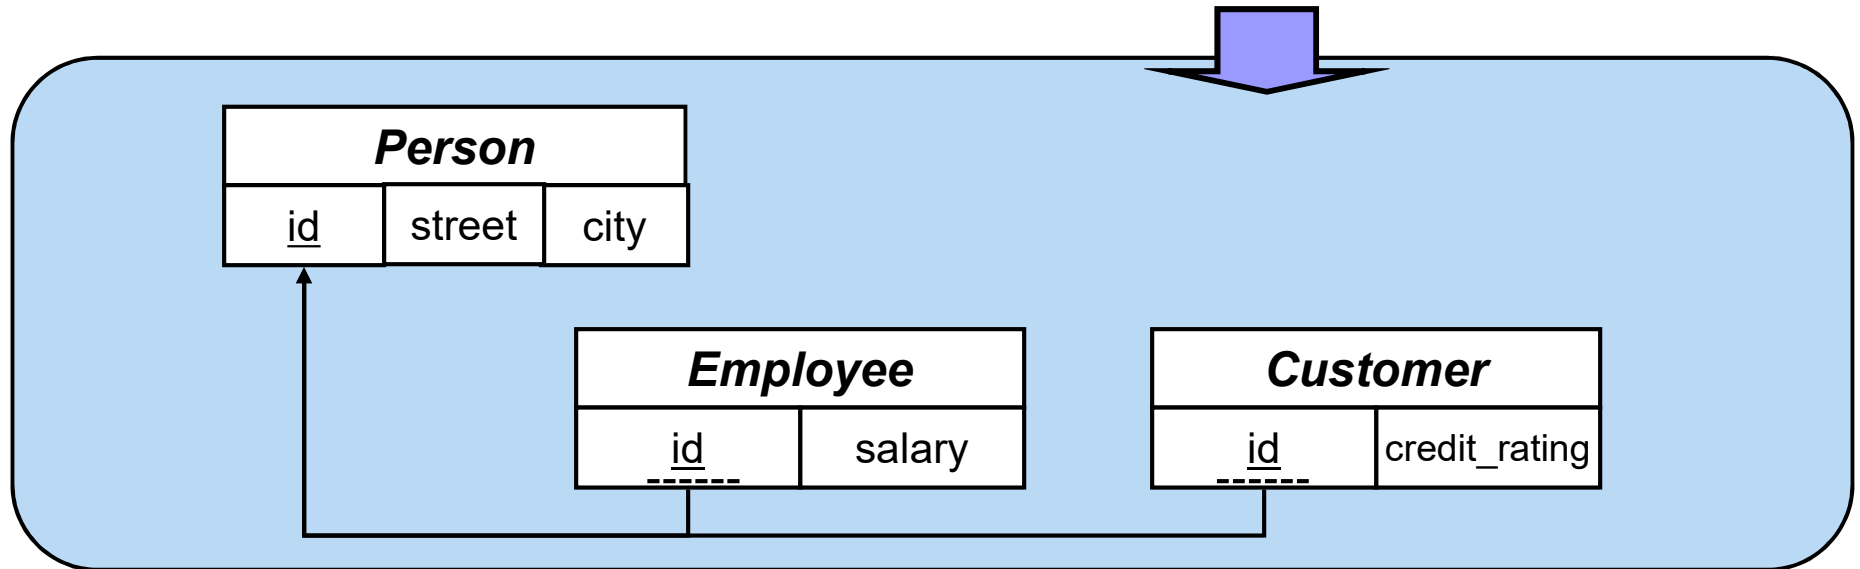 Person
id street city
Employee
id salary
Customer
id credit_rating